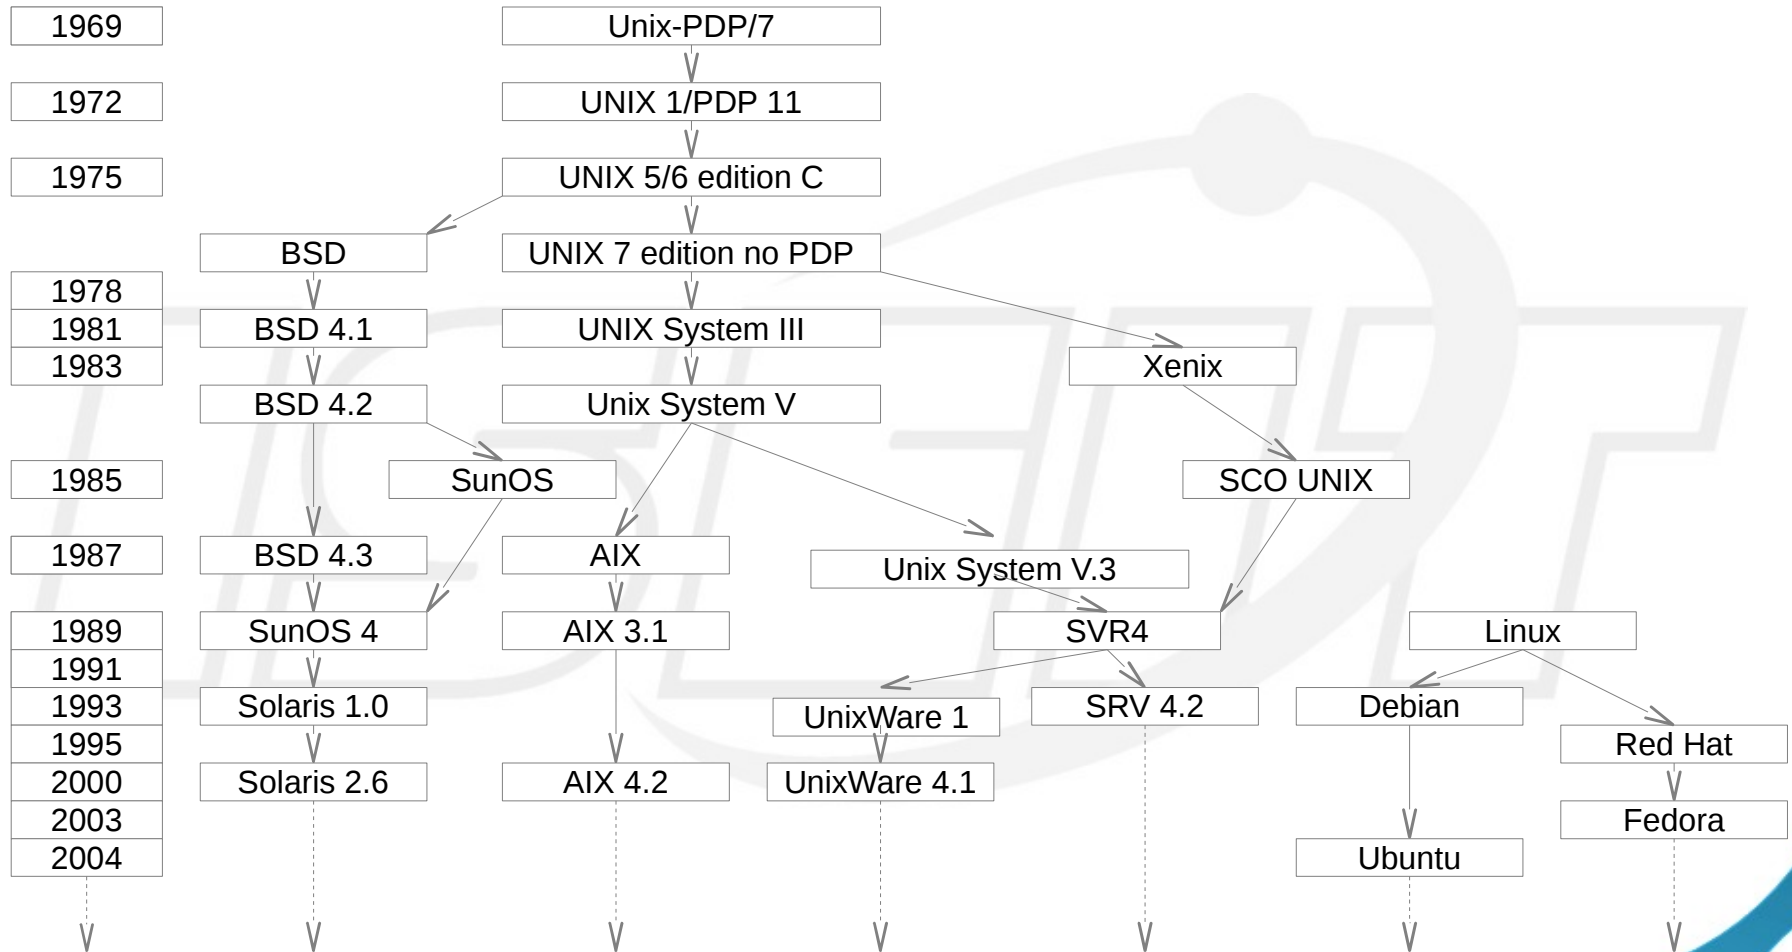 1969
Unix-PDP/7
1972
UNIX 1/PDP 11
1975
UNIX 5/6 edition C
BSD
UNIX 7 edition no PDP
1978
1981
BSD 4.1
UNIX System III
1983
Xenix
BSD 4.2
Unix System V
1985
SunOS
SCO UNIX
1987
BSD 4.3
AIX
Unix System V.3
1989
SunOS 4
AIX 3.1
SVR4
Linux
1991
1993
Solaris 1.0
UnixWare 1
SRV 4.2
Debian
1995
Red Hat
2000
Solaris 2.6
AIX 4.2
UnixWare 4.1
2003
Fedora
2004
Ubuntu